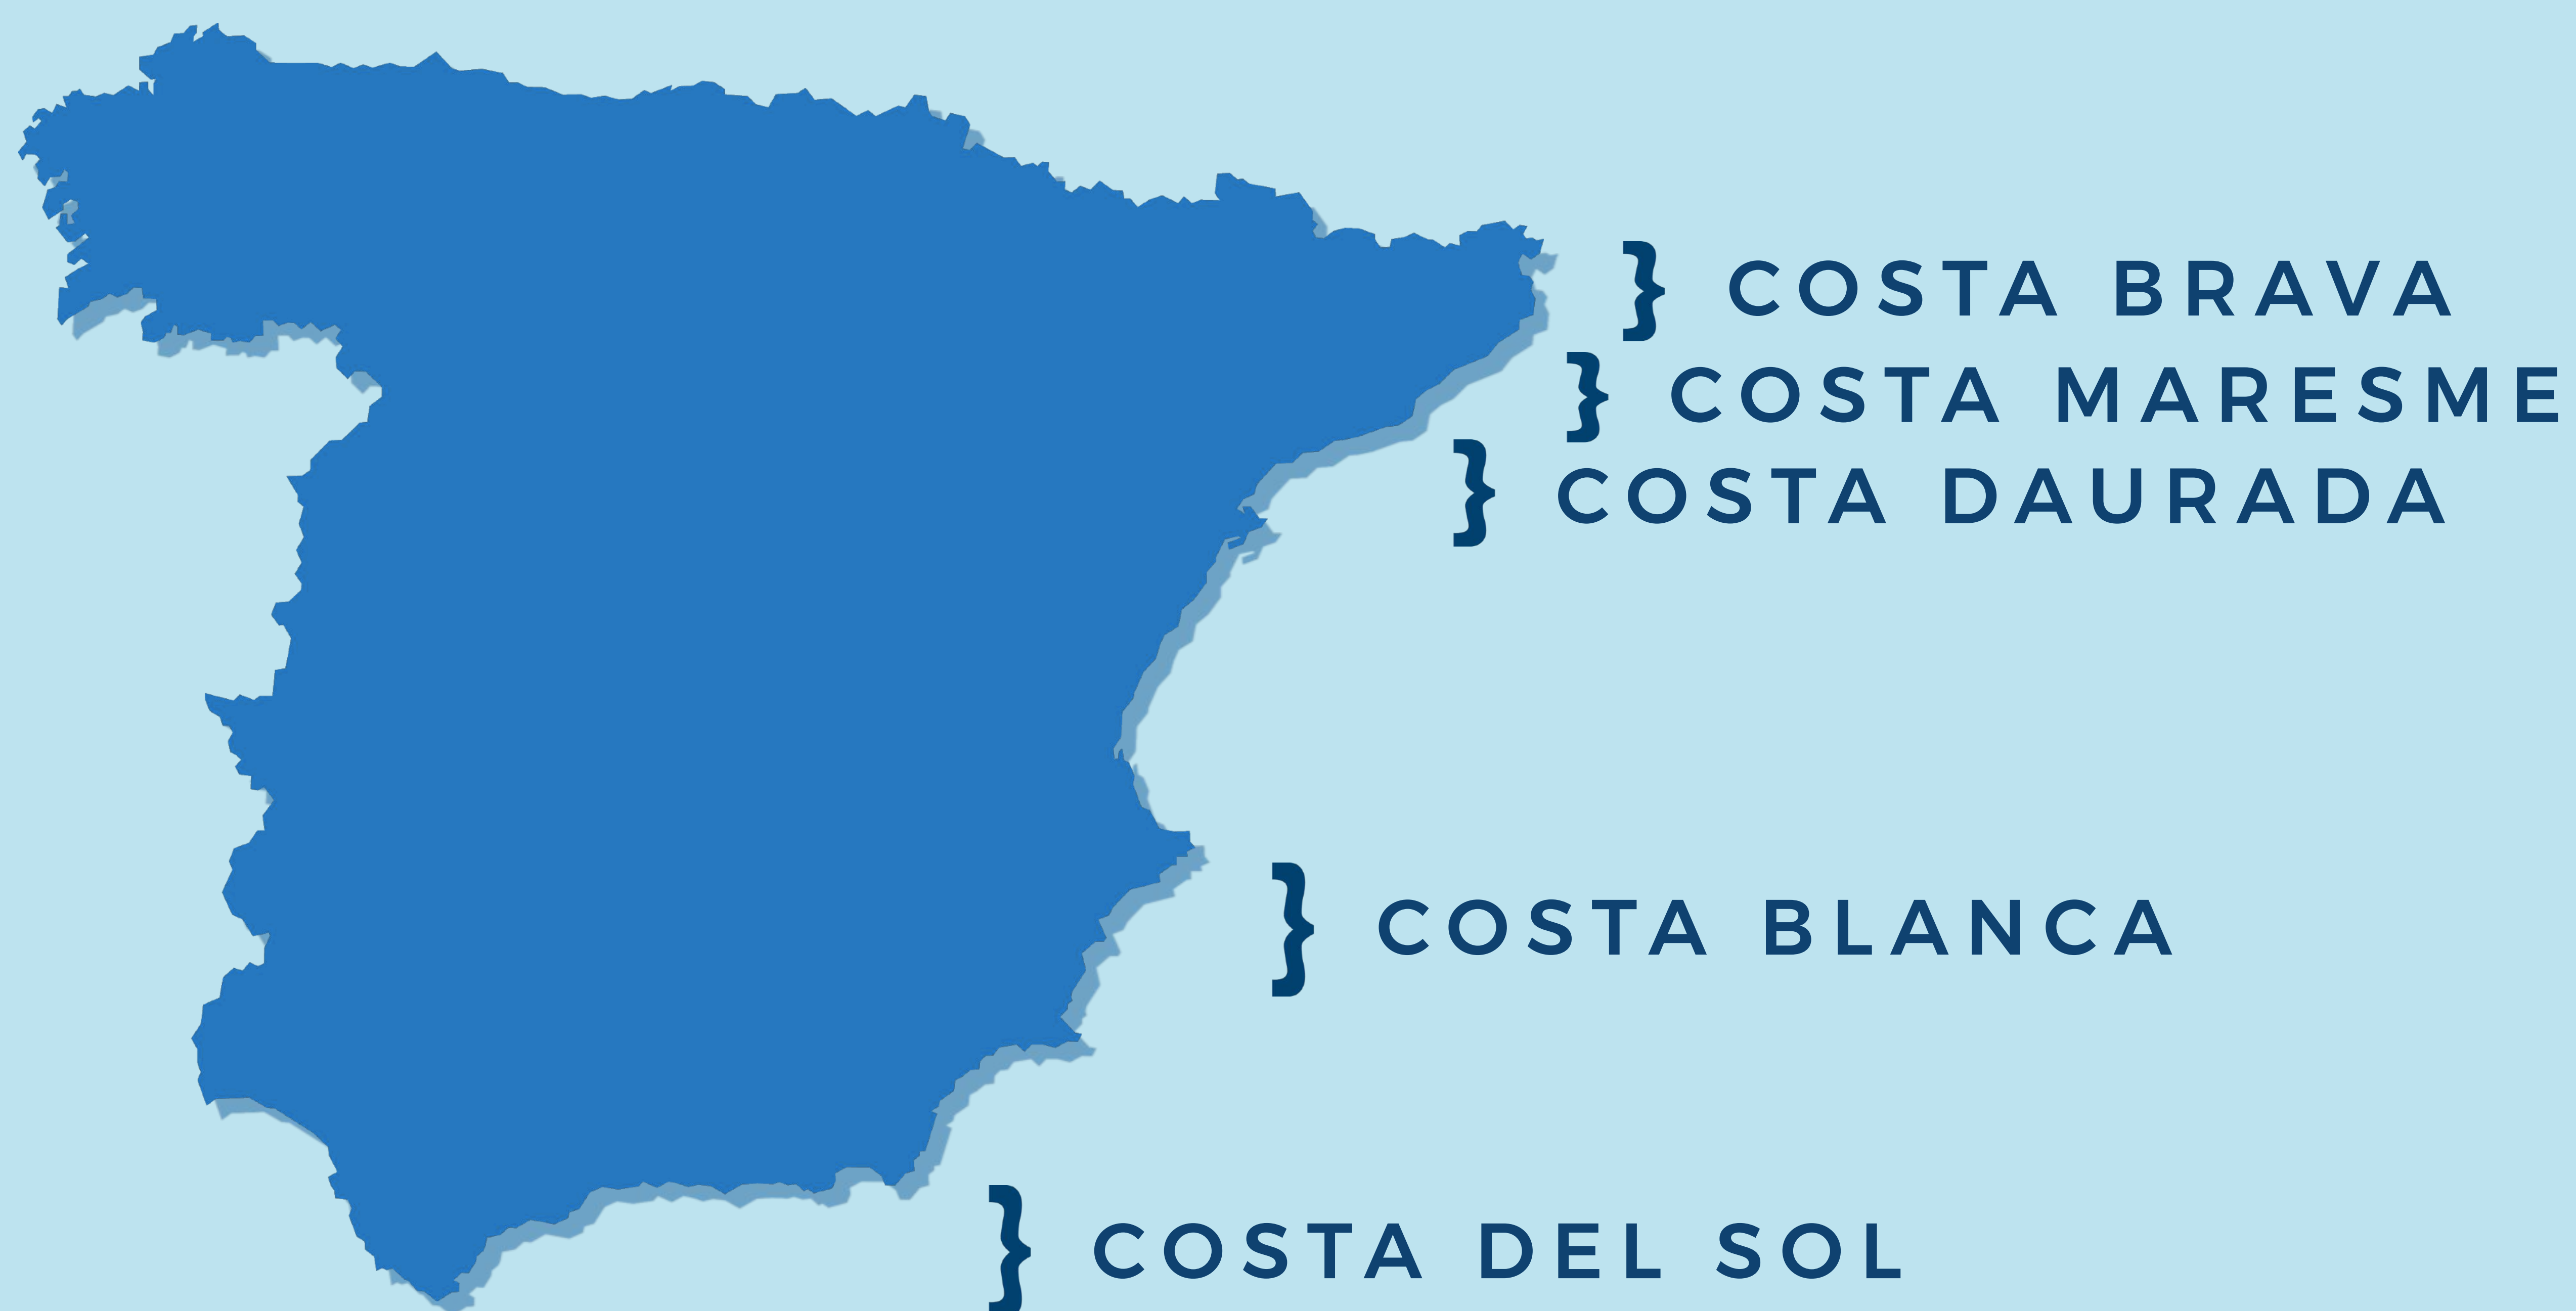 } COSTA BRAVA
} COSTA MARESME
} COSTA DAURADA
} COSTA BLANCA
} COSTA DEL SOL